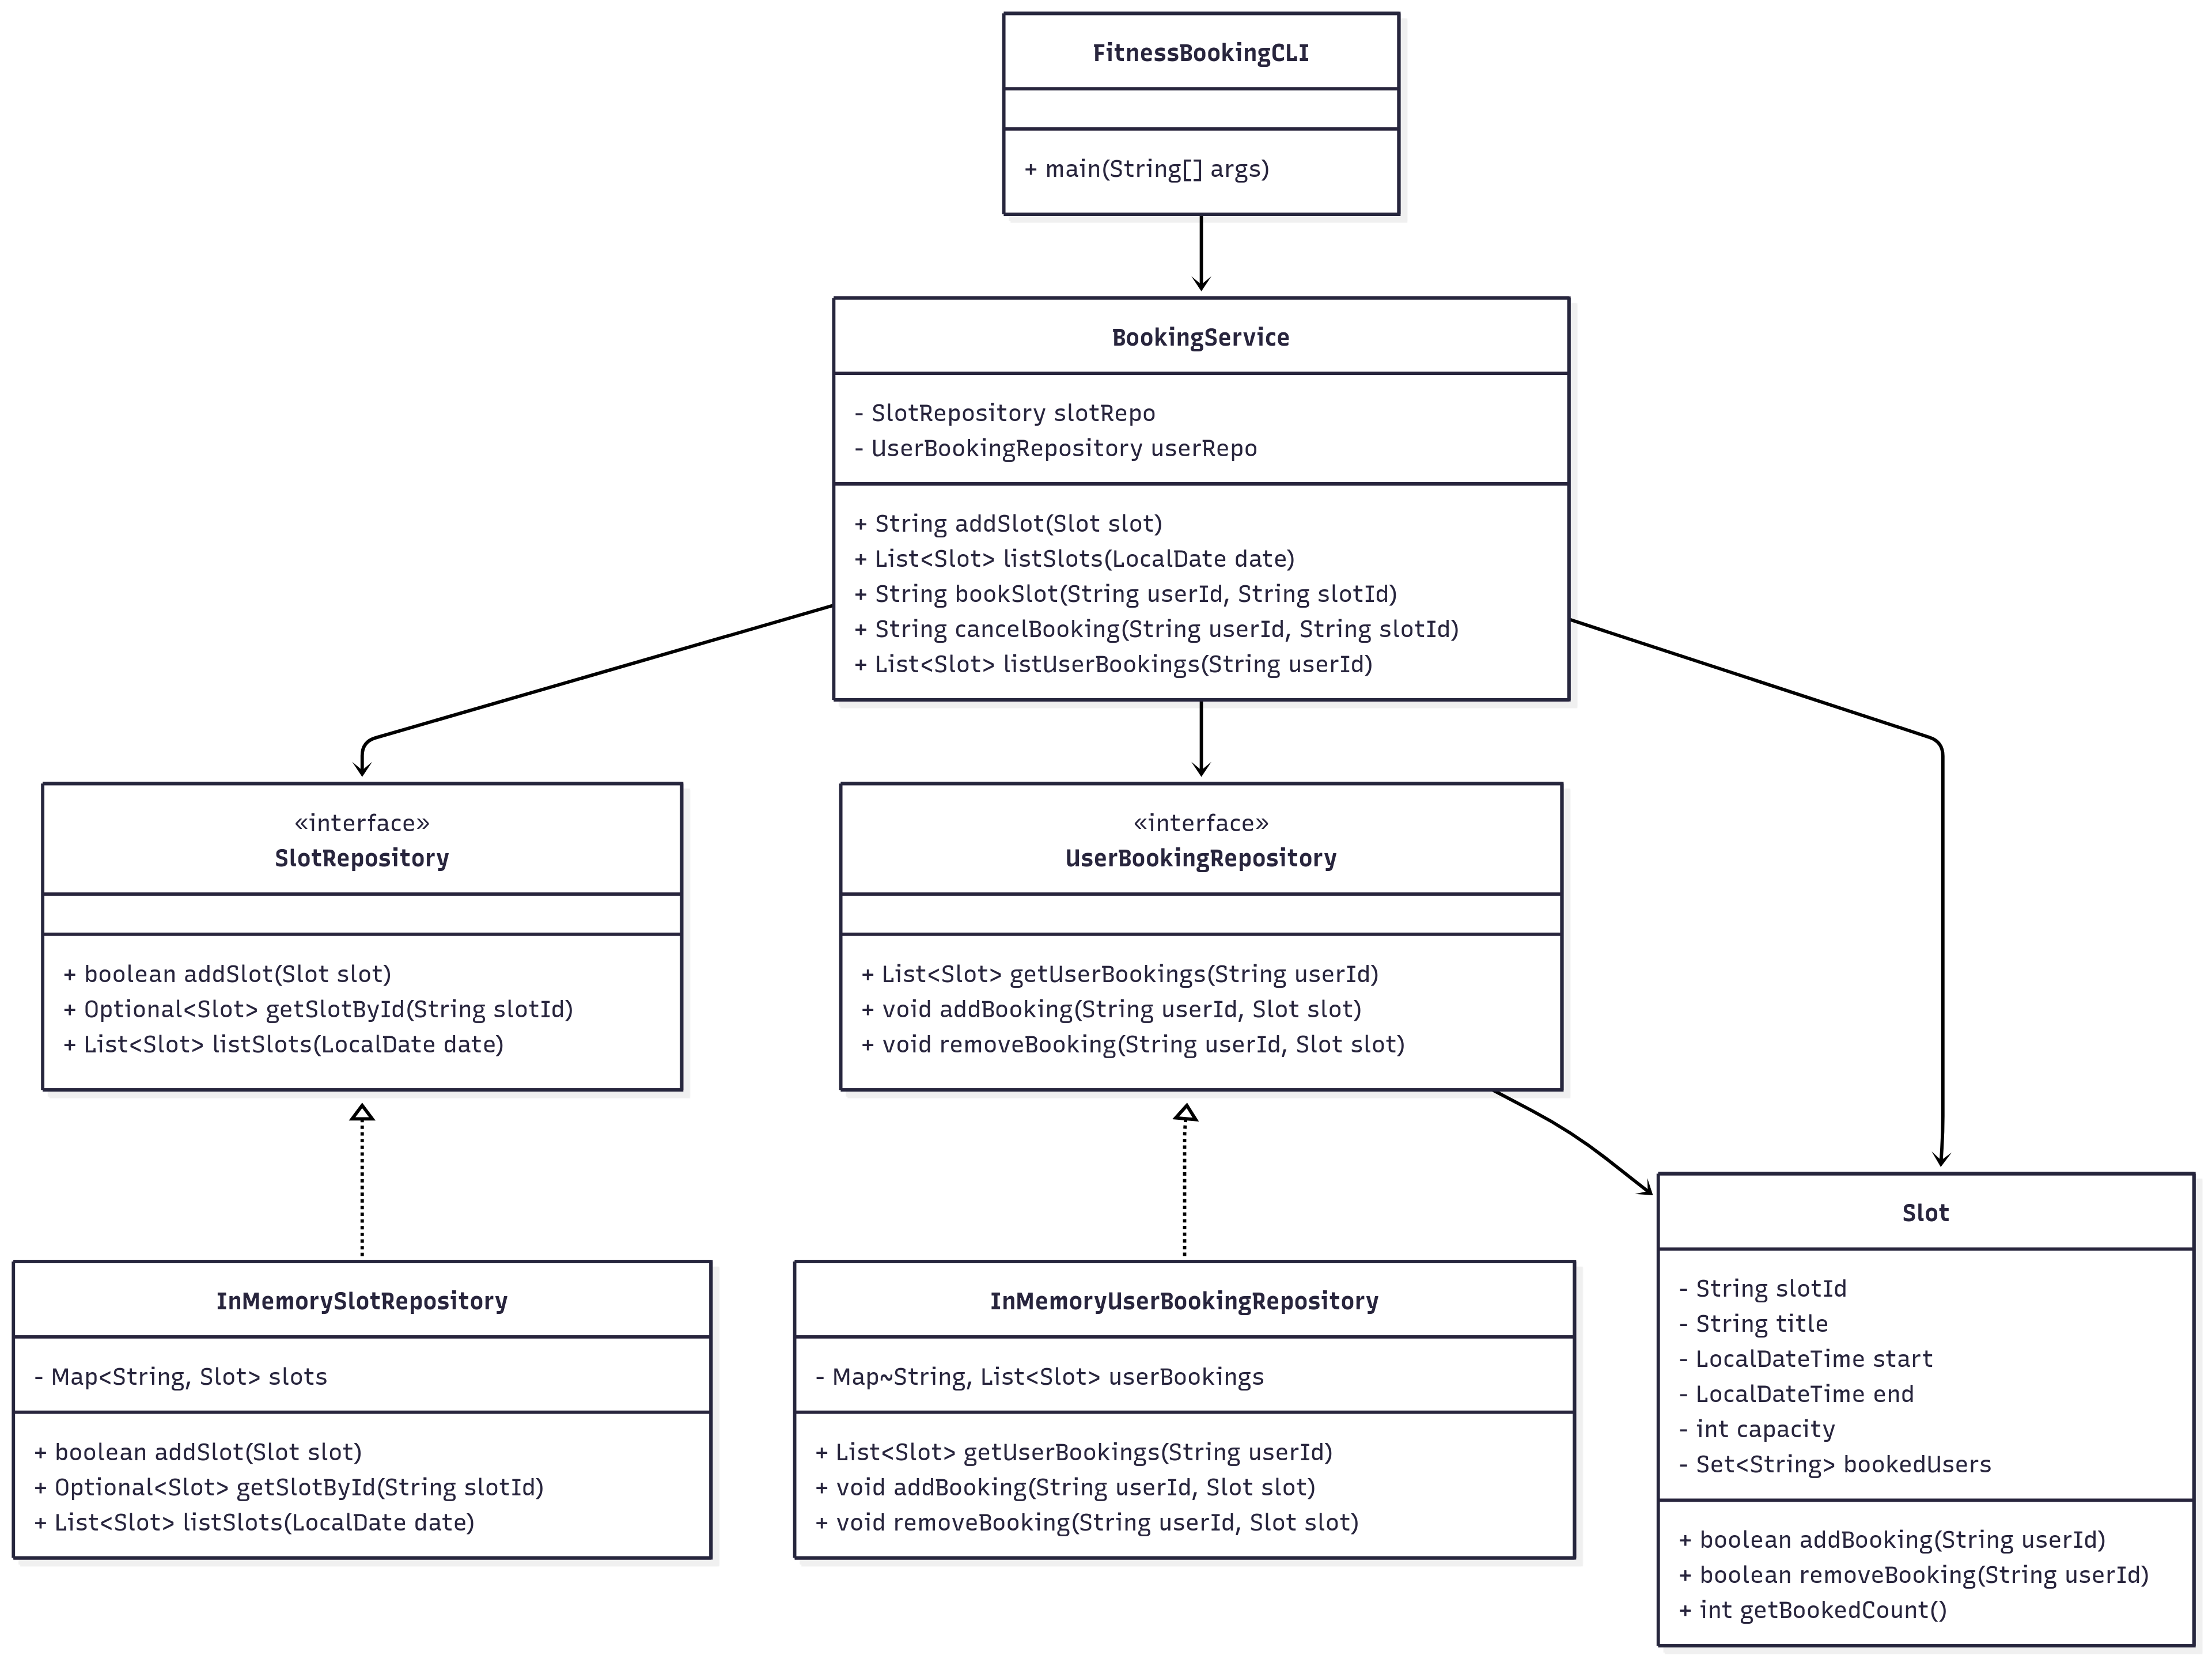 FitnessBookingCLI
+ main(String[] args)
BookingService
- SlotRepository slotRepo
- UserBookingRepository userRepo
+ String addSlot(Slot slot)
+ List<Slot> listSlots(LocalDate date)
+ String bookSlot(String userId, String slotId)
+ String cancelBooking(String userId, String slotId)
+ List<Slot> listUserBookings(String userId)
«interface»
SlotRepository
+ boolean addSlot(Slot slot)
+ Optional<Slot> getSlotById(String slotId)
+ List<Slot> listSlots(LocalDate date)
«interface»
UserBookingRepository
+ List<Slot> getUserBookings(String userId)
+ void addBooking(String userId, Slot slot)
+ void removeBooking(String userId, Slot slot)
InMemorySlotRepository
- Map<String, Slot> slots
+ boolean addSlot(Slot slot)
+ Optional<Slot> getSlotById(String slotId)
+ List<Slot> listSlots(LocalDate date)
InMemoryUserBookingRepository
- Map~String, List<Slot> userBookings
+ List<Slot> getUserBookings(String userId)
+ void addBooking(String userId, Slot slot)
+ void removeBooking(String userId, Slot slot)
Slot
- String slotId
- String title
- LocalDateTime start
- LocalDateTime end
- int capacity
- Set<String> bookedUsers
+ boolean addBooking(String userId)
+ boolean removeBooking(String userId)
+ int getBookedCount()